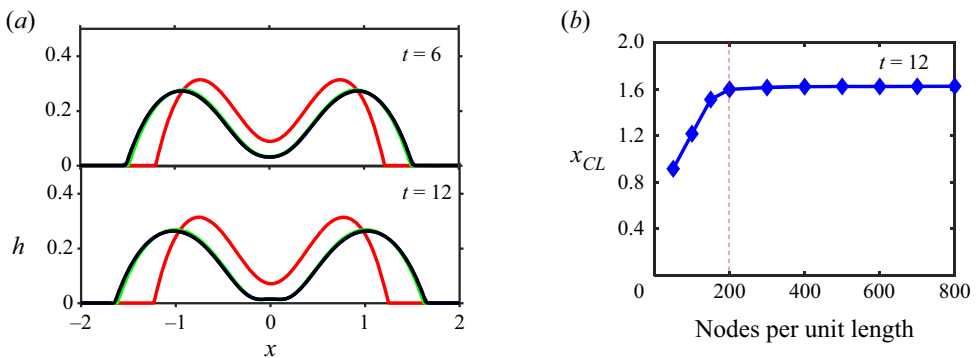 (a)
0.4
0.2
0
t = 6
0.4
0.2
0
h
t = 12
−2
−1
0
1
2
x
(b)
2.0
1.6
1.2
0.8
0.4
x_CL
t = 12
0
200
400
600
800
Nodes per unit length